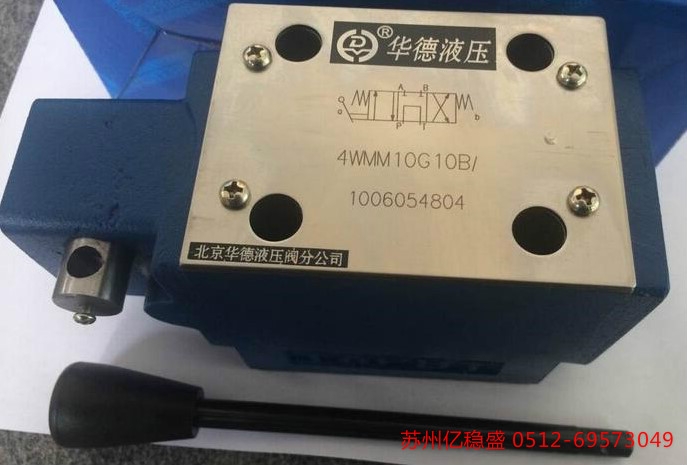 ® 华德液压
A B
a b
P T
4WMM10G10B/
1006054804
北京华德液压阀分公司
苏州亿稳盛 0512-69573049